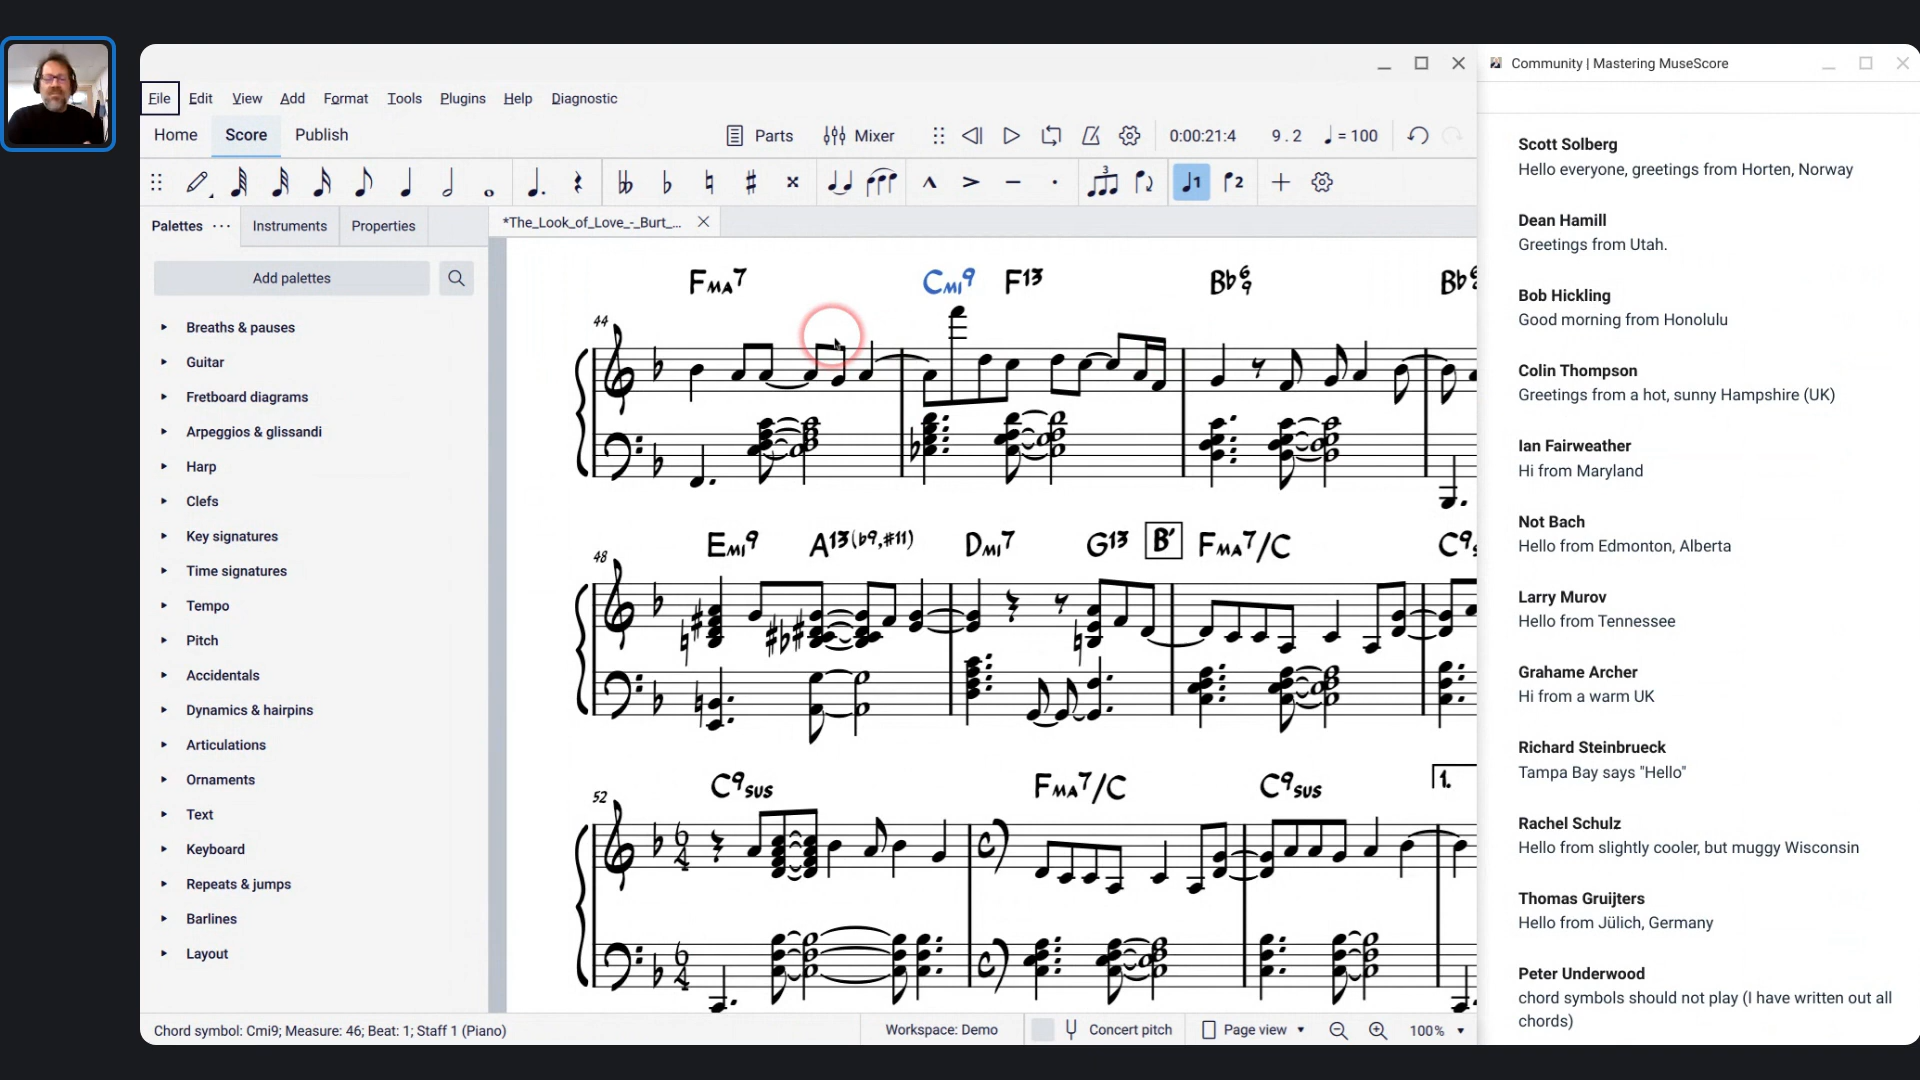 Community | Mastering MuseScore
File Edit View Add Format Tools Plugins Help Diagnostic
Home Score Publish Parts Mixer 0:00:21:4 9 . 2 = 100
3 1 2
Palettes Instruments Properties *The_Look_of_Love_-_Burt_...
Add palettes
Breaths & pauses
Guitar
Fretboard diagrams
Arpeggios & glissandi
Harp
Clefs
Key signatures
Time signatures
Tempo
Pitch
Accidentals
Dynamics & hairpins
Articulations
Ornaments
Text
Keyboard
Repeats & jumps
Barlines
Layout
FMA7 CMI9 F13 Bb69
44
EMI9 A13(b9,#11) DMI7 G13 B' FMA7/C
48
C9SUS FMA7/C C9SUS 1.
52
6
4
6
4
Scott Solberg
Hello everyone, greetings from Horten, Norway
Dean Hamill
Greetings from Utah.
Bob Hickling
Good morning from Honolulu
Colin Thompson
Greetings from a hot, sunny Hampshire (UK)
Ian Fairweather
Hi from Maryland
Not Bach
Hello from Edmonton, Alberta
Larry Murov
Hello from Tennessee
Grahame Archer
Hi from a warm UK
Richard Steinbrueck
Tampa Bay says "Hello"
Rachel Schulz
Hello from slightly cooler, but muggy Wisconsin
Thomas Gruijters
Hello from Jülich, Germany
Peter Underwood
chord symbols should not play (I have written out all
chords)
Chord symbol: Cmi9; Measure: 46; Beat: 1; Staff 1 (Piano) Workspace: Demo Concert pitch Page view 100%